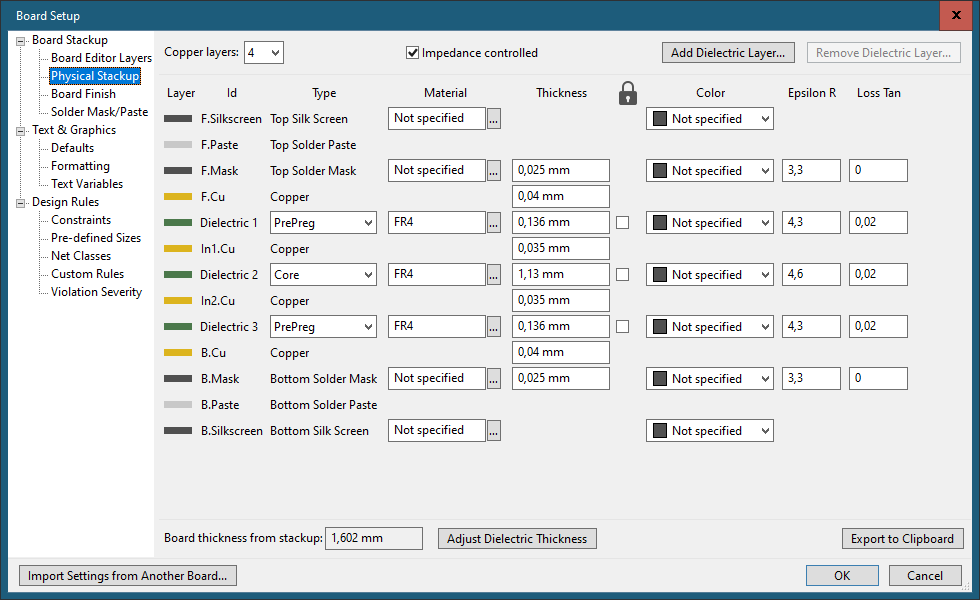 Board Setup
x
Board Stackup
Board Editor Layers
Physical Stackup
Board Finish
Solder Mask/Paste
Text & Graphics
Defaults
Formatting
Text Variables
Design Rules
Constraints
Pre-defined Sizes
Net Classes
Custom Rules
Violation Severity
Copper layers: 4 Impedance controlled Add Dielectric Layer... Remove Dielectric Layer...
Layer Id Type Material Thickness Color Epsilon R Loss Tan
F.Silkscreen Top Silk Screen Not specified ... Not specified
F.Paste Top Solder Paste
F.Mask Top Solder Mask Not specified ... 0,025 mm Not specified 3,3 0
F.Cu Copper 0,04 mm
Dielectric 1 PrePreg FR4 ... 0,136 mm Not specified 4,3 0,02
In1.Cu Copper 0,035 mm
Dielectric 2 Core FR4 ... 1,13 mm Not specified 4,6 0,02
In2.Cu Copper 0,035 mm
Dielectric 3 PrePreg FR4 ... 0,136 mm Not specified 4,3 0,02
B.Cu Copper 0,04 mm
B.Mask Bottom Solder Mask Not specified ... 0,025 mm Not specified 3,3 0
B.Paste Bottom Solder Paste
B.Silkscreen Bottom Silk Screen Not specified ... Not specified
Board thickness from stackup: 1,602 mm Adjust Dielectric Thickness Export to Clipboard
Import Settings from Another Board... OK Cancel